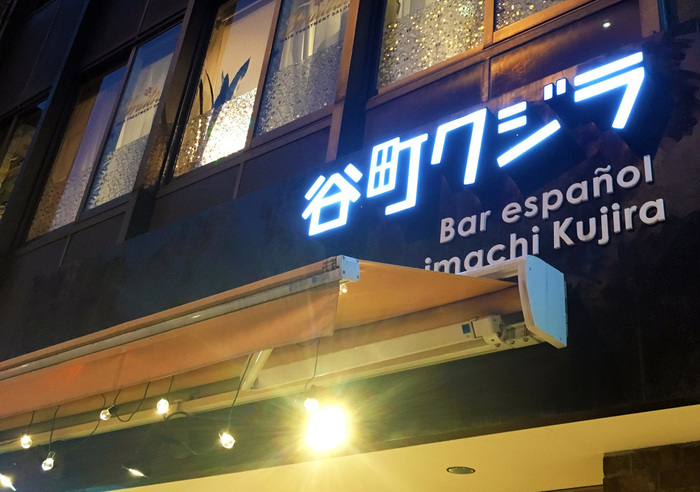 谷町クジラ
Bar español
imachi Kujira